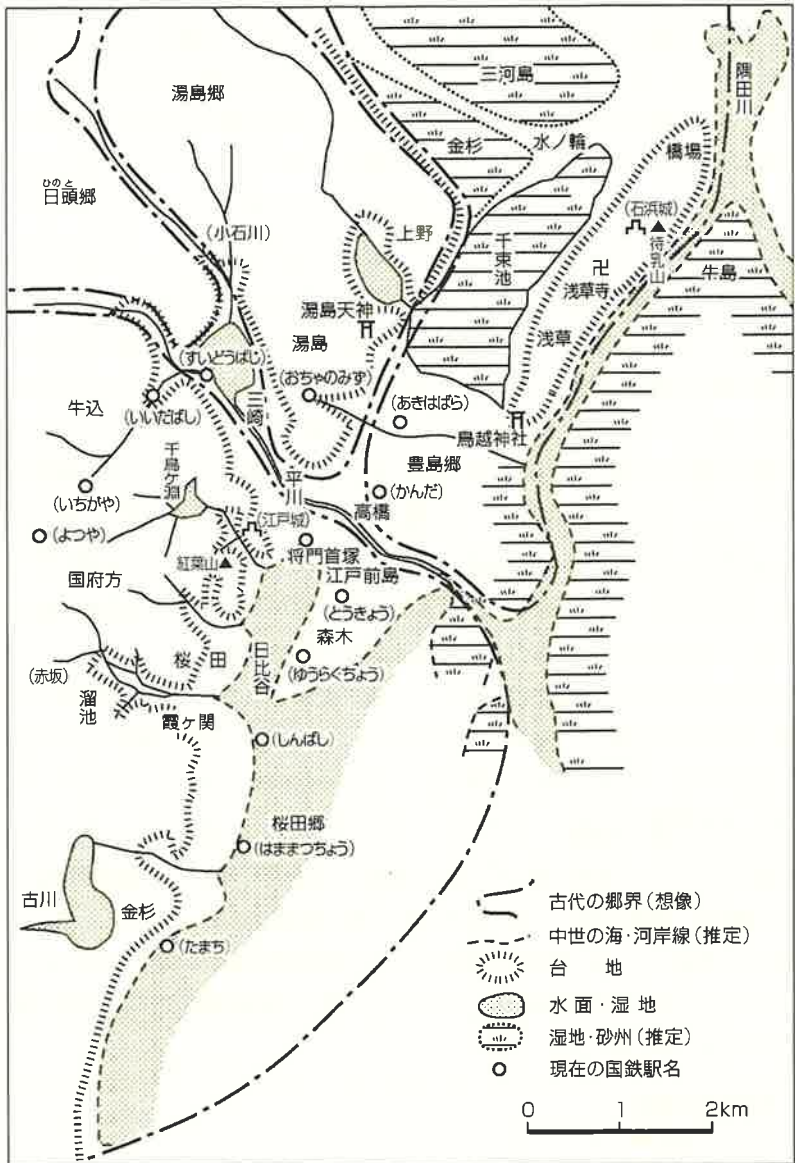 三河島
湯島郷
隅田川
金杉
水ノ輪
橋場
ひのと
日頭郷
(小石川)
上野
(石浜城)
待乳山
千束池
卍
浅草寺
牛島
湯島天神
湯島
浅草
(すいどうばし)
(おちゃのみず)
三崎
(あきはばら)
牛込
(いいだばし)
鳥越神社
千鳥ヶ淵
平川
豊島郷
(いちがや)
(かんだ)
高橋
(江戸城)
(よつや)
紅葉山
将門首塚
江戸前島
国府方
(とうきょう)
森木
桜田
日比谷
(ゆうらくちょう)
(赤坂)
溜池
霞ヶ関
(しんばし)
桜田郷
(はままつちょう)
古川
金杉
(たまち)
古代の郷界(想像)
中世の海・河岸線(推定)
台地
水面・湿地
湿地・砂州(推定)
現在の国鉄駅名
0 1 2km